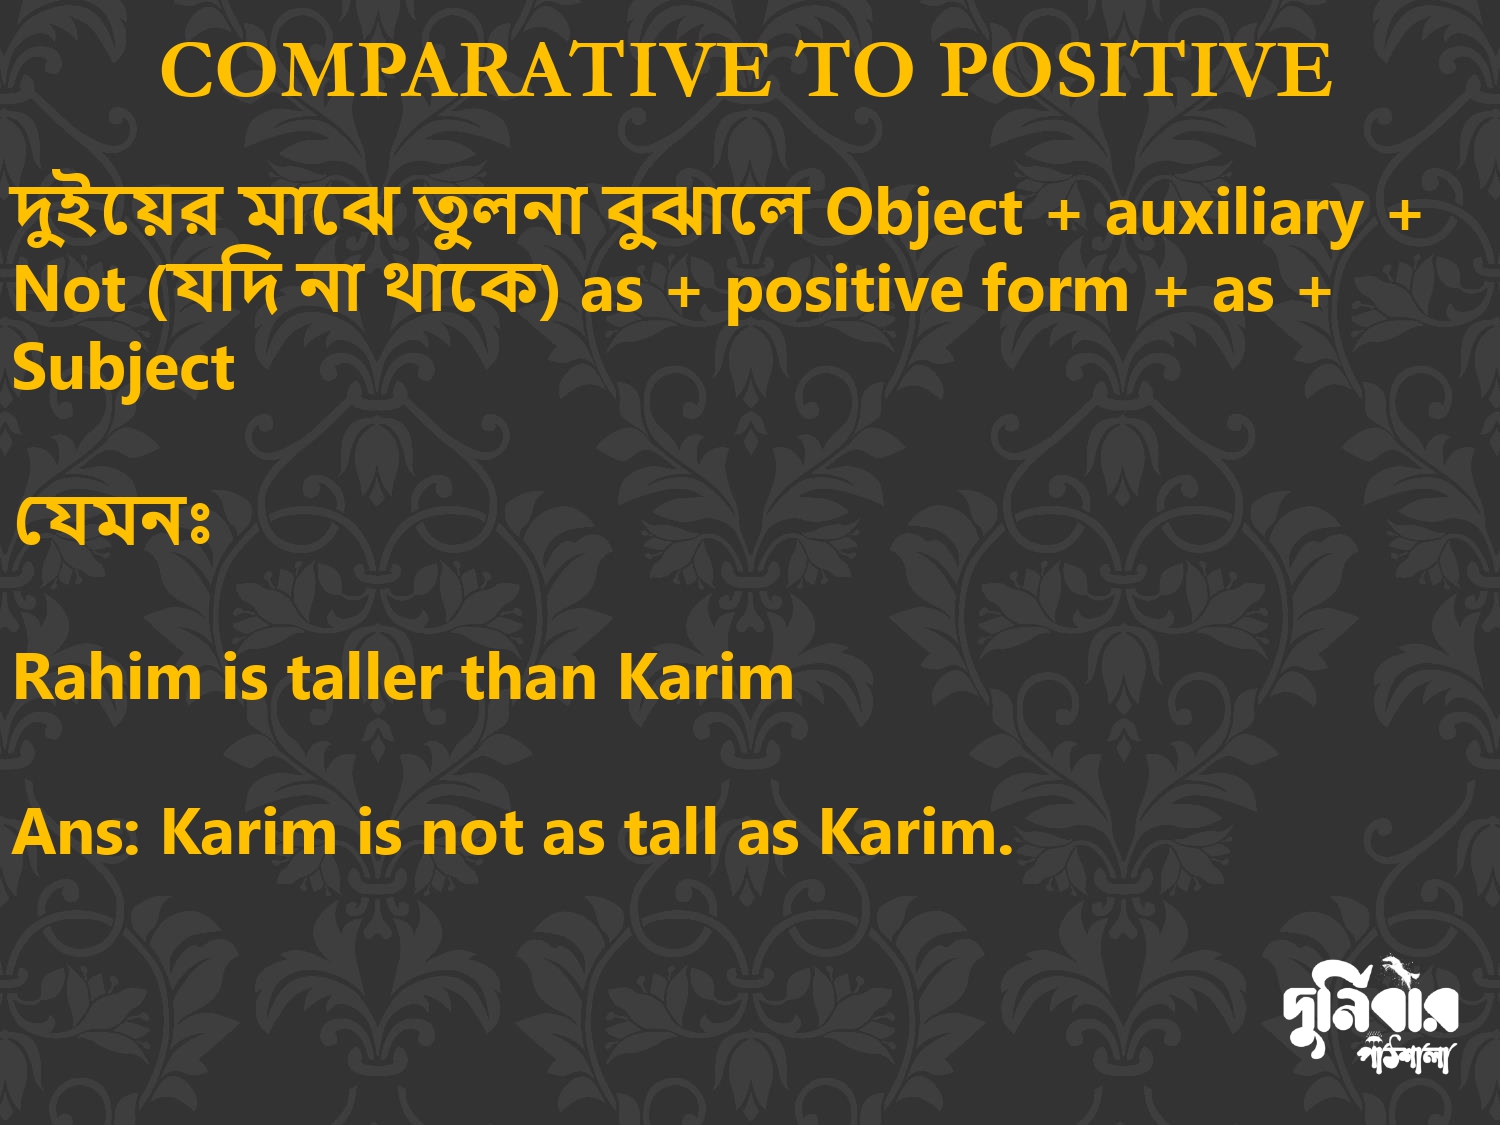 COMPARATIVE TO POSITIVE
দুইয়ের মাঝে তুলনা বুঝালে Object + auxiliary +
Not (যদি না থাকে) as + positive form + as +
Subject
যেমনঃ
Rahim is taller than Karim
Ans: Karim is not as tall as Karim.
দুর্নিবার
পাঠশালা